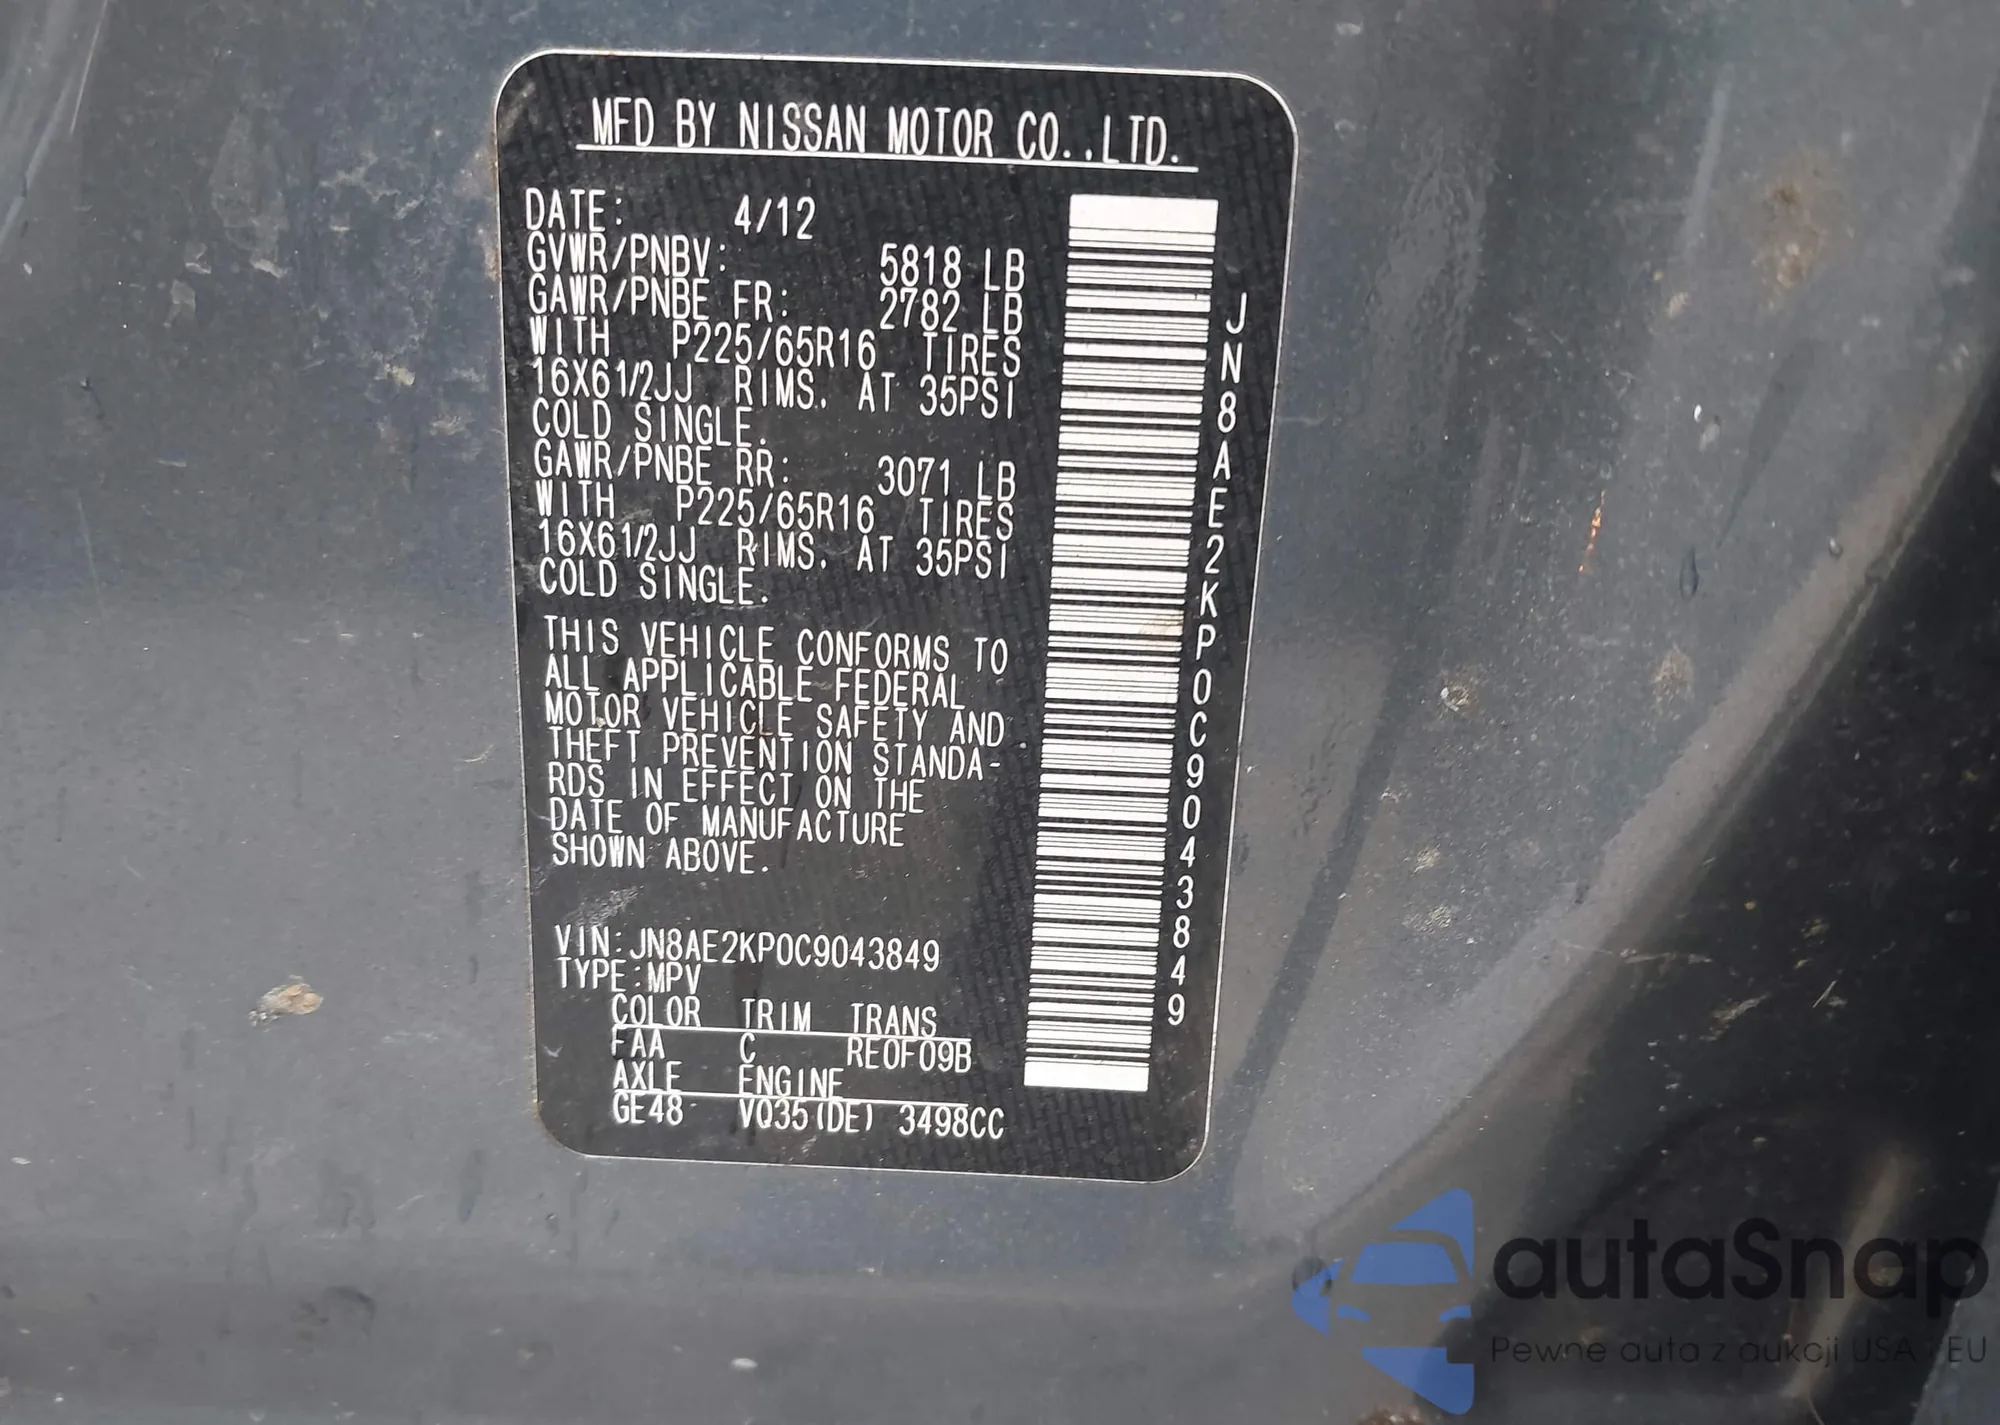 MFD BY NISSAN MOTOR CO.,LTD.
DATE: 4/12
GVWR/PNBV: 5818 LB
GAWR/PNBE FR: 2782 LB
WITH P225/65R16 TIRES
16X61/2JJ RIMS. AT 35PSI
COLD SINGLE.
GAWR/PNBE RR: 3071 LB
WITH P225/65R16 TIRES
16X61/2JJ RIMS. AT 35PSI
COLD SINGLE.
THIS VEHICLE CONFORMS TO
ALL APPLICABLE FEDERAL
MOTOR VEHICLE SAFETY AND
THEFT PREVENTION STANDA-
RDS IN EFFECT ON THE
DATE OF MANUFACTURE
SHOWN ABOVE.
VIN:JN8AE2KP0C9043849
TYPE:MPV
COLOR TRIM TRANS
FAA C RE0F09B
AXLE ENGINE
GE48 VQ35(DE) 3498CC
JN8AE2KP0C9043849
autaSnap
Pewne auta z aukcji USA i EU